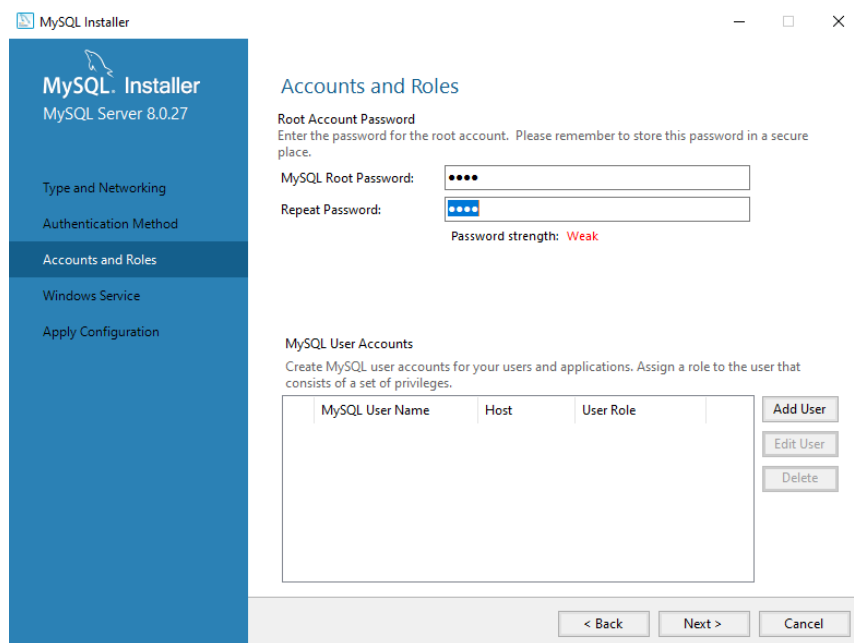 MySQL Installer
MySQL. Installer
MySQL Server 8.0.27
Type and Networking
Authentication Method
Accounts and Roles
Windows Service
Apply Configuration
Accounts and Roles
Root Account Password
Enter the password for the root account. Please remember to store this password in a secure
place.
MySQL Root Password: ●●●●
Repeat Password: ●●●●
Password strength: Weak
MySQL User Accounts
Create MySQL user accounts for your users and applications. Assign a role to the user that
consists of a set of privileges.
MySQL User Name Host User Role
Add User
Edit User
Delete
< Back Next > Cancel